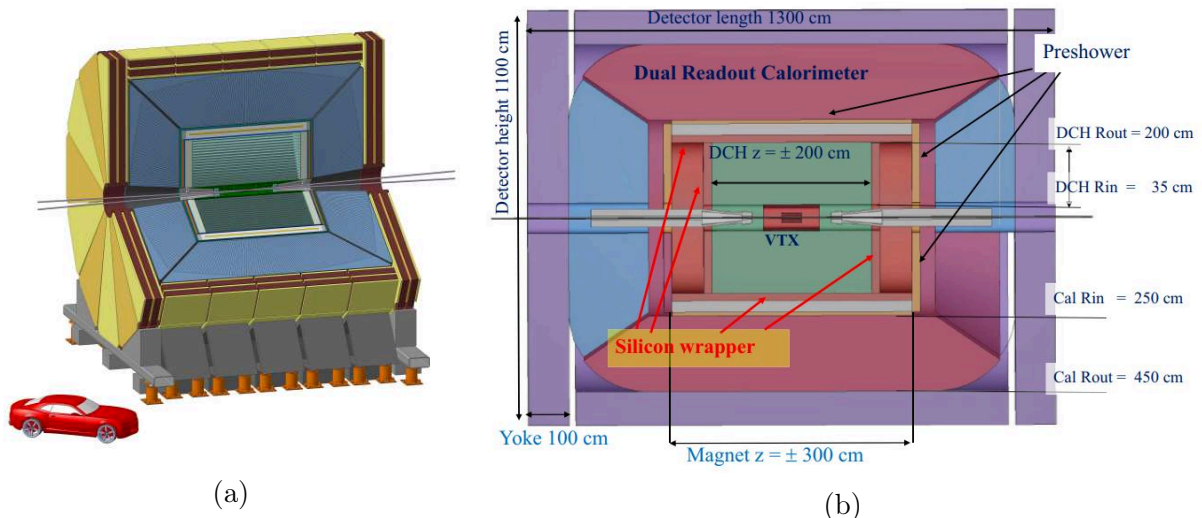 Detector length 1300 cm
Detector height 1100 cm
Preshower
Dual Readout Calorimeter
DCH z = ± 200 cm
DCH Rout = 200 cm
DCH Rin = 35 cm
VTX
Cal Rin = 250 cm
Silicon wrapper
Cal Rout = 450 cm
Yoke 100 cm
Magnet z = ± 300 cm
(a)
(b)